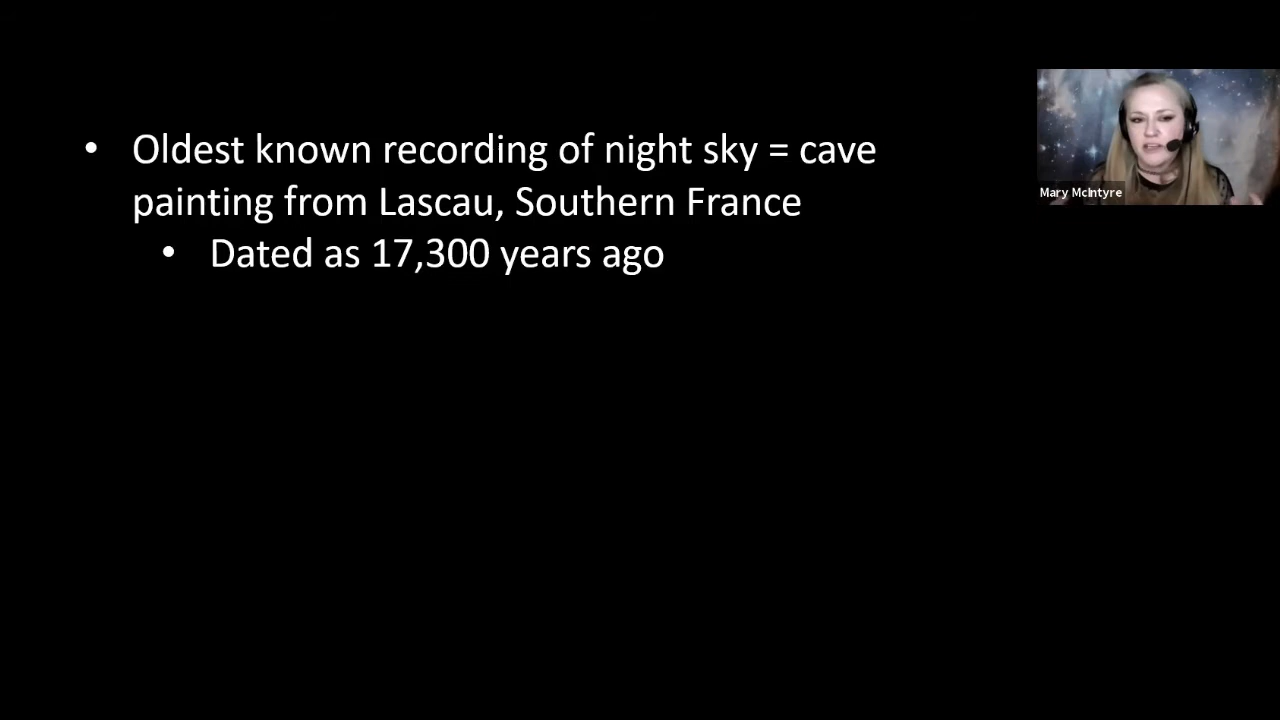 • Oldest known recording of night sky = cave
painting from Lascau, Southern France
• Dated as 17,300 years ago
Mary McIntyre